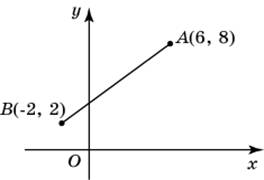 y
A(6, 8)
B(-2, 2)
O
x